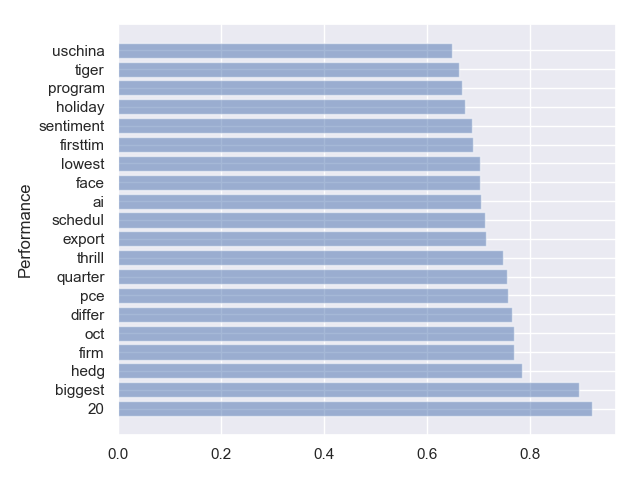 uschina
tiger
program
holiday
sentiment
firsttim
lowest
face
ai
schedul
export
thrill
quarter
pce
differ
oct
firm
hedg
biggest
20
Performance
0.0 0.2 0.4 0.6 0.8